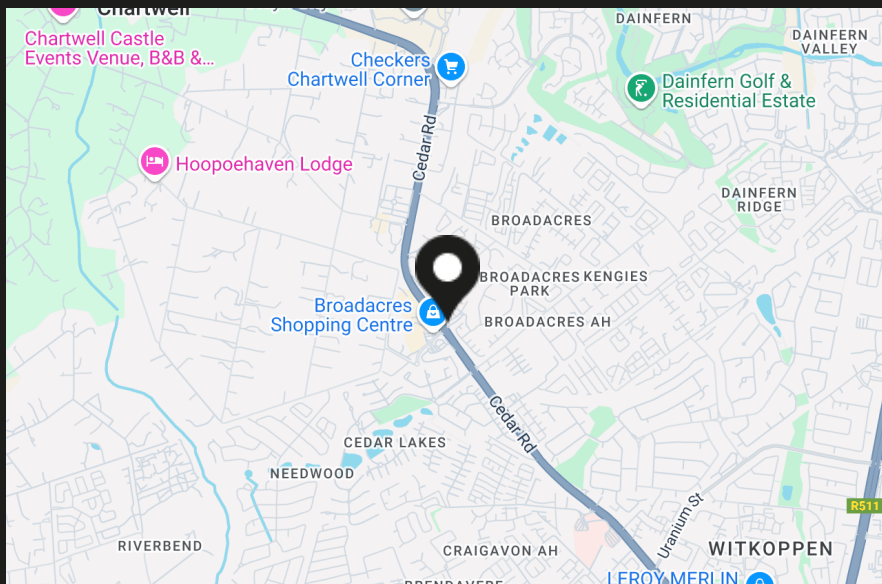 Chartwell
Chartwell Castle
Events Venue, B&B &...
Checkers
Chartwell Corner
DAINFERN
DAINFERN
VALLEY
Dainfern Golf &
Residential Estate
Cedar Rd
Hoopoehaven Lodge
DAINFERN
RIDGE
BROADACRES
BROADACRES
PARK
KENGIES
Broadacres
Shopping Centre
BROADACRES AH
Cedar Rd
CEDAR LAKES
NEEDWOOD
Uranium St
R511
RIVERBEND
CRAIGAVON AH
WITKOPPEN
LEROY MERLIN
BRENDAVERE